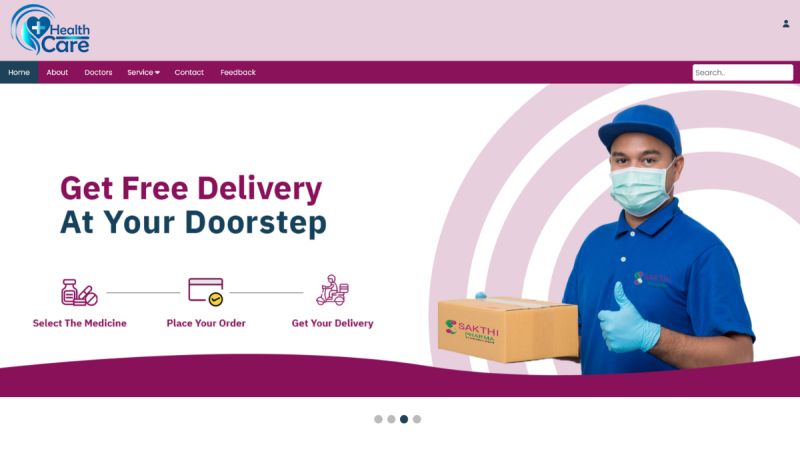 Health
Care
Home About Doctors Service Contact Feedback
Search..
Get Free Delivery
At Your Doorstep
Select The Medicine Place Your Order Get Your Delivery
SAKTHI
SAKTHI
PHARMA